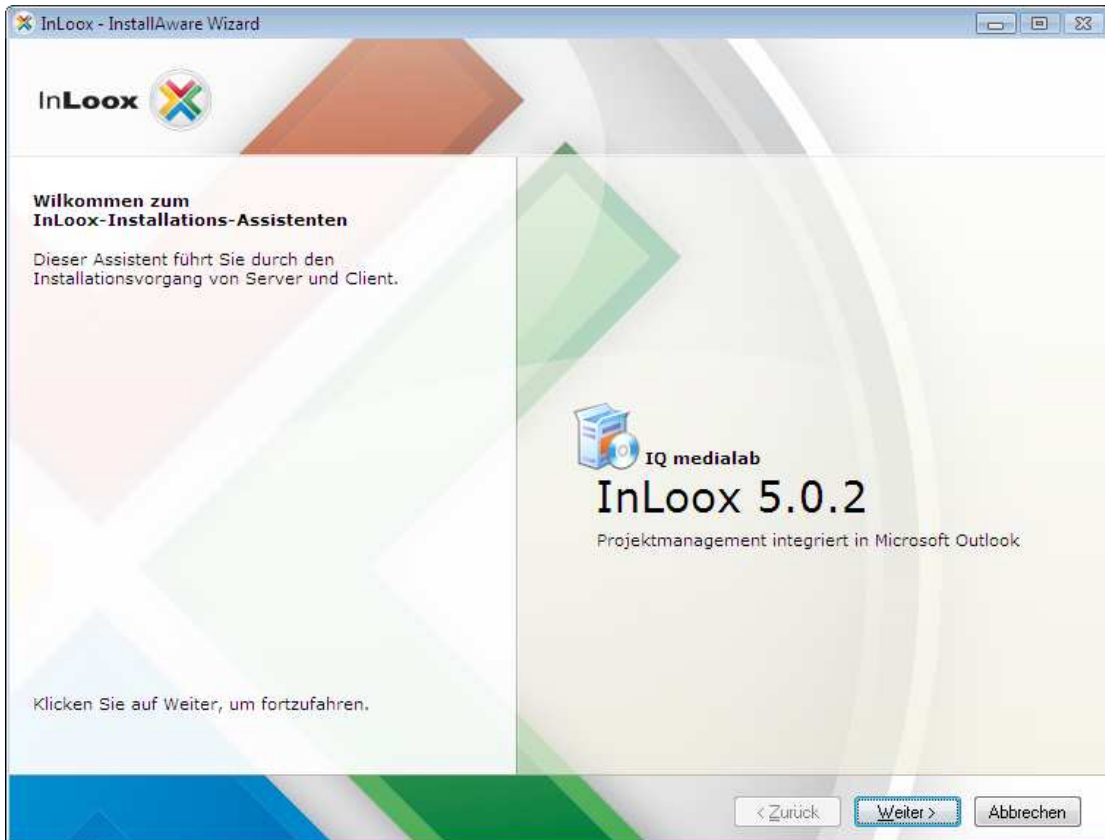 InLoox - InstallAware Wizard
InLoox
Wilkommen zum
InLoox-Installations-Assistenten
Dieser Assistent führt Sie durch den
Installationsvorgang von Server und Client.
IQ medialab
InLoox 5.0.2
Projektmanagement integriert in Microsoft Outlook
Klicken Sie auf Weiter, um fortzufahren.
< Zurück
Weiter >
Abbrechen